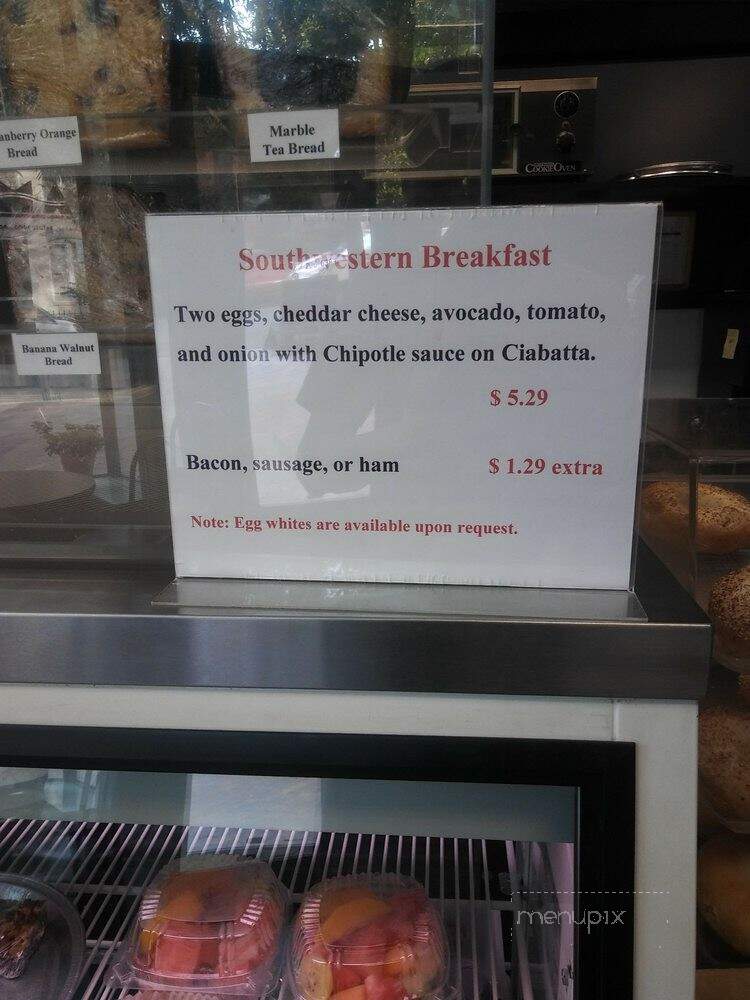 anberry Orange
Bread
Marble
Tea Bread
COOKIEOVEN
Southwestern Breakfast
Two eggs, cheddar cheese, avocado, tomato,
and onion with Chipotle sauce on Ciabatta.
$ 5.29
Banana Walnut
Bread
Bacon, sausage, or ham $ 1.29 extra
Note: Egg whites are available upon request.
menupix